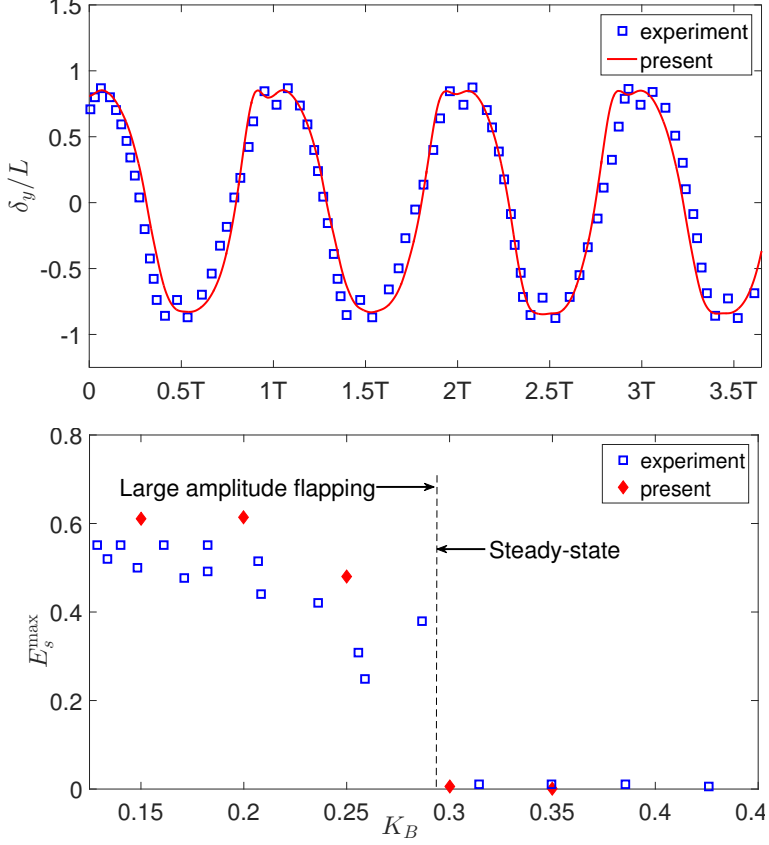 1.5
1
0.5
0
-0.5
-1
δ_y/L
experiment
present
0 0.5T 1T 1.5T 2T 2.5T 3T 3.5T
0.8
0.6
0.4
0.2
0
E_s^max
experiment
present
Large amplitude flapping
Steady-state
0.15 0.2 0.25 0.3 0.35 0.4 0.4
K_B